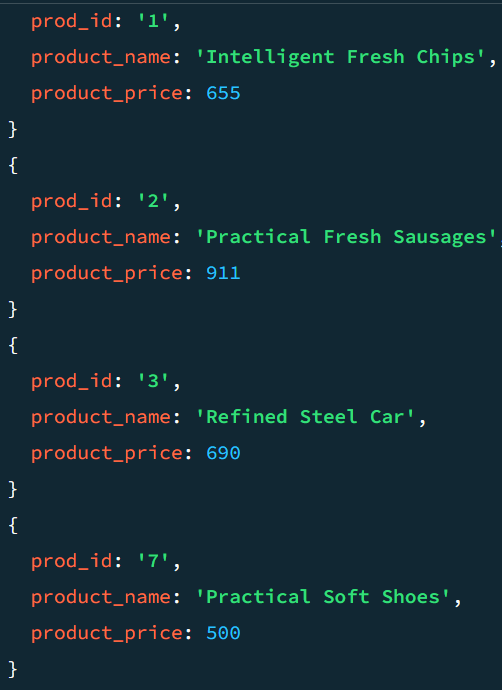 prod_id: '1',
product_name: 'Intelligent Fresh Chips',
product_price: 655
}
{
prod_id: '2',
product_name: 'Practical Fresh Sausages',
product_price: 911
}
{
prod_id: '3',
product_name: 'Refined Steel Car',
product_price: 690
}
{
prod_id: '7',
product_name: 'Practical Soft Shoes',
product_price: 500
}